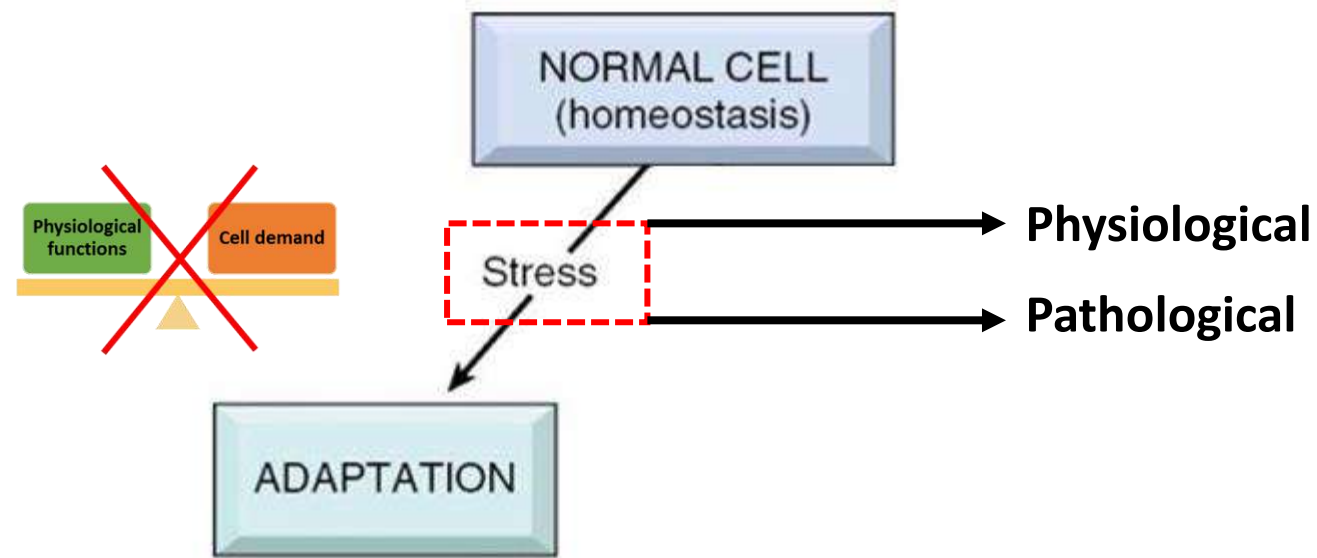 NORMAL CELL
(homeostasis)
Physiological
functions
Cell demand
Stress
Physiological
Pathological
ADAPTATION